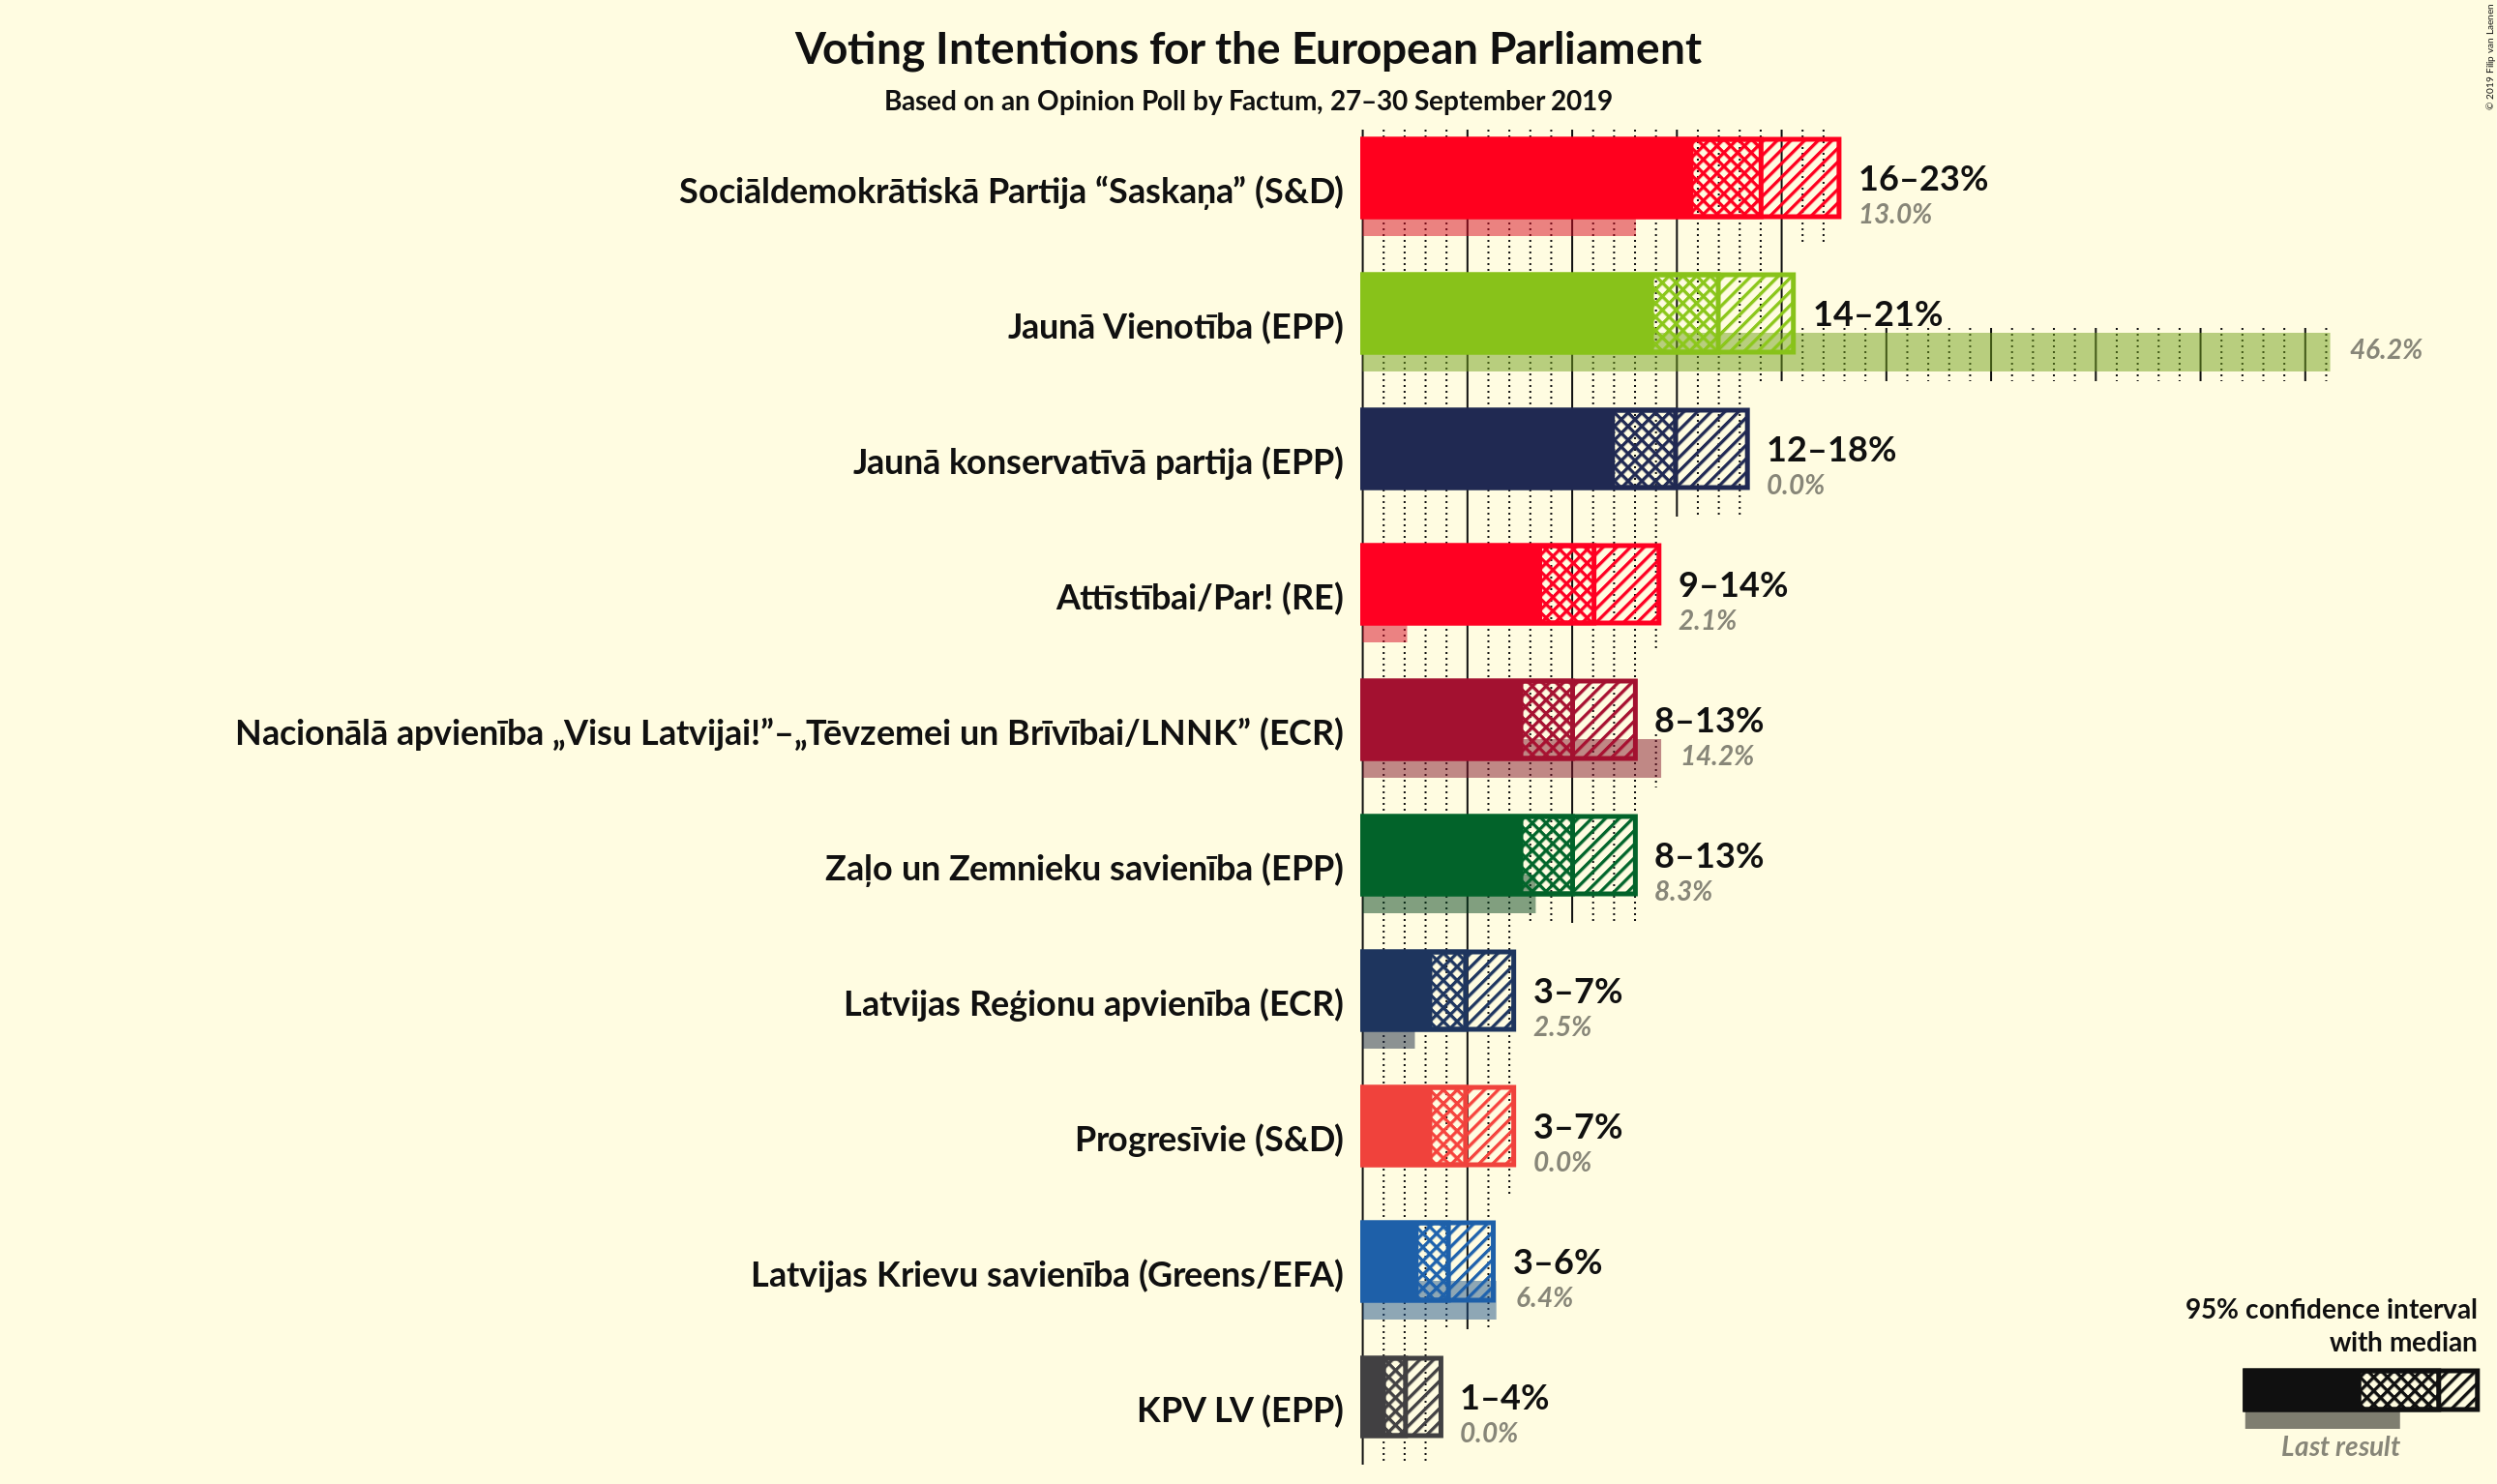 Voting Intentions for the European Parliament
Based on an Opinion Poll by Factum, 27–30 September 2019
© 2019 Filip van Laenen
Sociāldemokrātiskā Partija “Saskaņa” (S&D)
16–23%
13.0%
Jaunā Vienotība (EPP)
14–21%
46.2%
Jaunā konservatīvā partija (EPP)
12–18%
0.0%
Attīstībai/Par! (RE)
9–14%
2.1%
Nacionālā apvienība „Visu Latvijai!”–„Tēvzemei un Brīvībai/LNNK” (ECR)
8–13%
14.2%
Zaļo un Zemnieku savienība (EPP)
8–13%
8.3%
Latvijas Reģionu apvienība (ECR)
3–7%
2.5%
Progresīvie (S&D)
3–7%
0.0%
Latvijas Krievu savienība (Greens/EFA)
3–6%
6.4%
KPV LV (EPP)
1–4%
0.0%
95% confidence interval
with median
Last result